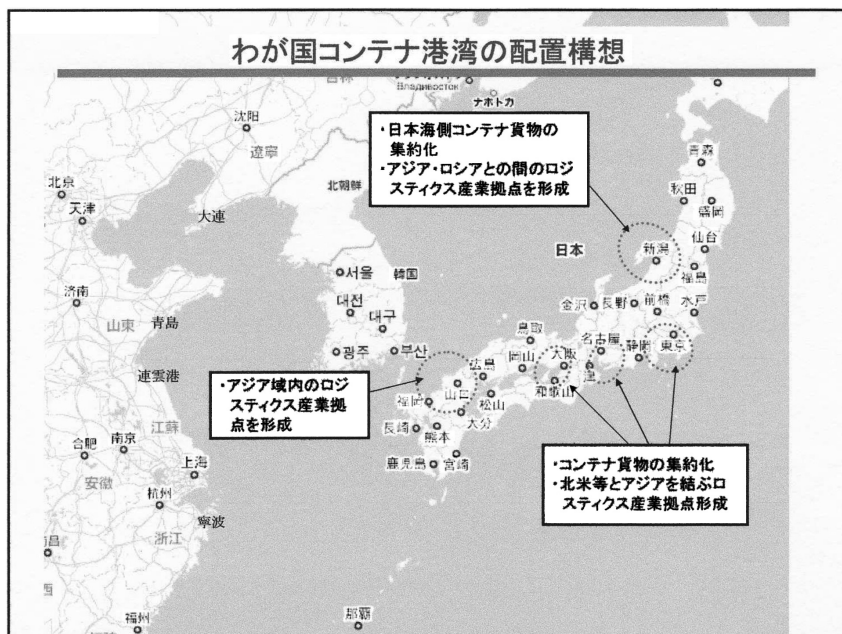 わが国コンテナ港湾の配置構想
Владивосток
ナホトカ
・日本海側コンテナ貨物の
集約化
・アジア・ロシアとの間のロジ
スティクス産業拠点を形成
沈阳
遼寧
北京
天津
大連
北朝鮮
青森
秋田
盛岡
仙台
新潟
福島
日本
서울
韓国
济南
山東
青島
대전
대구
광주
부산
金沢
長野
前橋
水戸
鳥取
名古屋
静岡
東京
広島
岡山
大阪
津
和歌山
山口
松山
福岡
大分
長崎
熊本
鹿児島
宮崎
連雲港
・アジア域内のロジ
スティクス産業拠
点を形成
江蘇
合肥
南京
安徽
上海
杭州
寧波
浙江
・コンテナ貨物の集約化
・北米等とアジアを結ぶロ
スティクス産業拠点形成
昌
西
福州
那覇